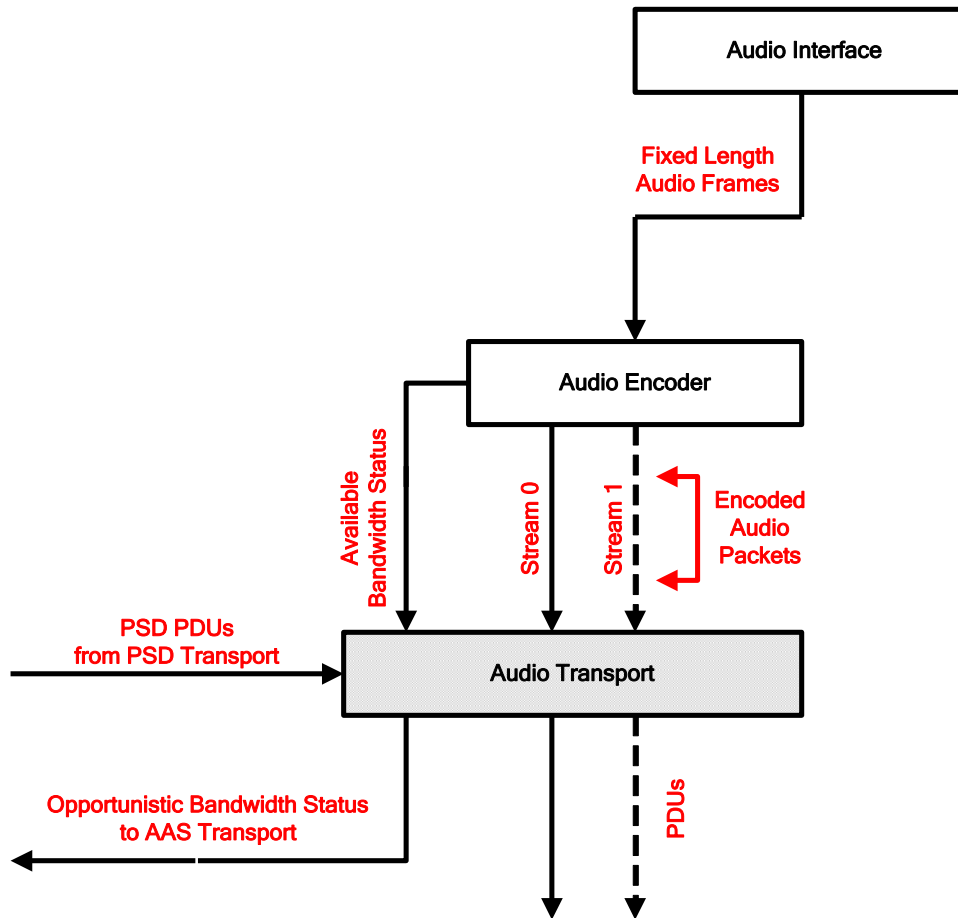 Audio Interface
Fixed Length
Audio Frames
Audio Encoder
Available
Bandwidth Status
Stream 0
Stream 1
Encoded
Audio
Packets
PSD PDUs
from PSD Transport
Audio Transport
Opportunistic Bandwidth Status
to AAS Transport
PDUs